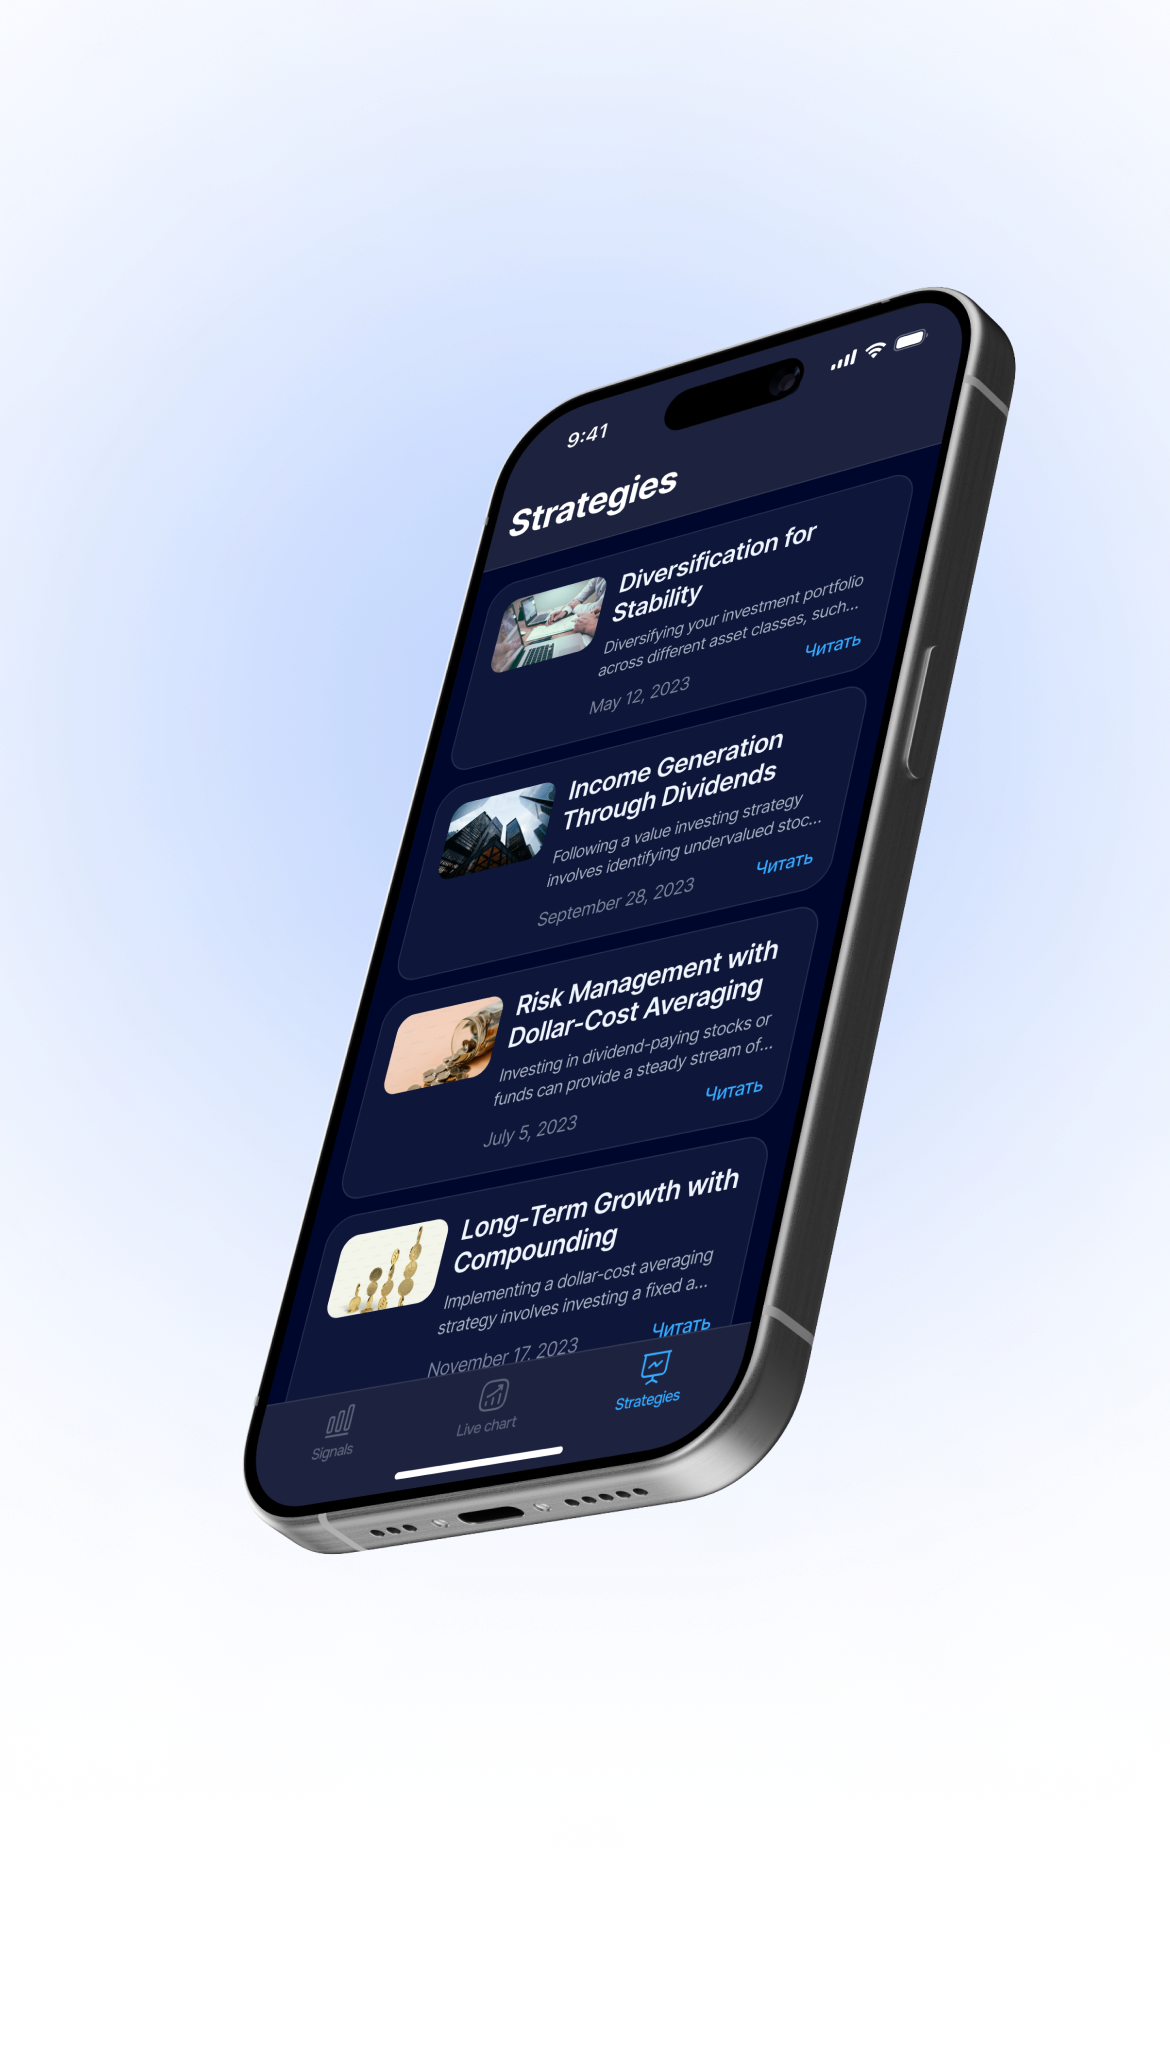 9:41
Strategies
Diversification for
Stability
Diversifying your investment portfolio
across different asset classes, such...
Читать
May 12, 2023
Income Generation
Through Dividends
Following a value investing strategy
involves identifying undervalued stoc...
Читать
September 28, 2023
Risk Management with
Dollar-Cost Averaging
Investing in dividend-paying stocks or
funds can provide a steady stream of...
Читать
July 5, 2023
Long-Term Growth with
Compounding
Implementing a dollar-cost averaging
strategy involves investing a fixed a...
Читать
November 17, 2023
Signals
Live chart
Strategies